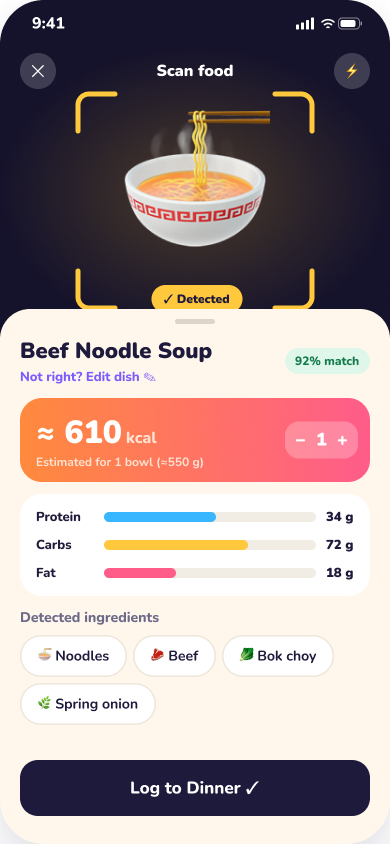 9:41
Scan food
✓ Detected
Beef Noodle Soup
92% match
Not right? Edit dish ✎
≈ 610 kcal
− 1 +
Estimated for 1 bowl (≈550 g)
Protein 34 g
Carbs 72 g
Fat 18 g
Detected ingredients
🍜 Noodles
🥩 Beef
🥬 Bok choy
🌿 Spring onion
Log to Dinner ✓